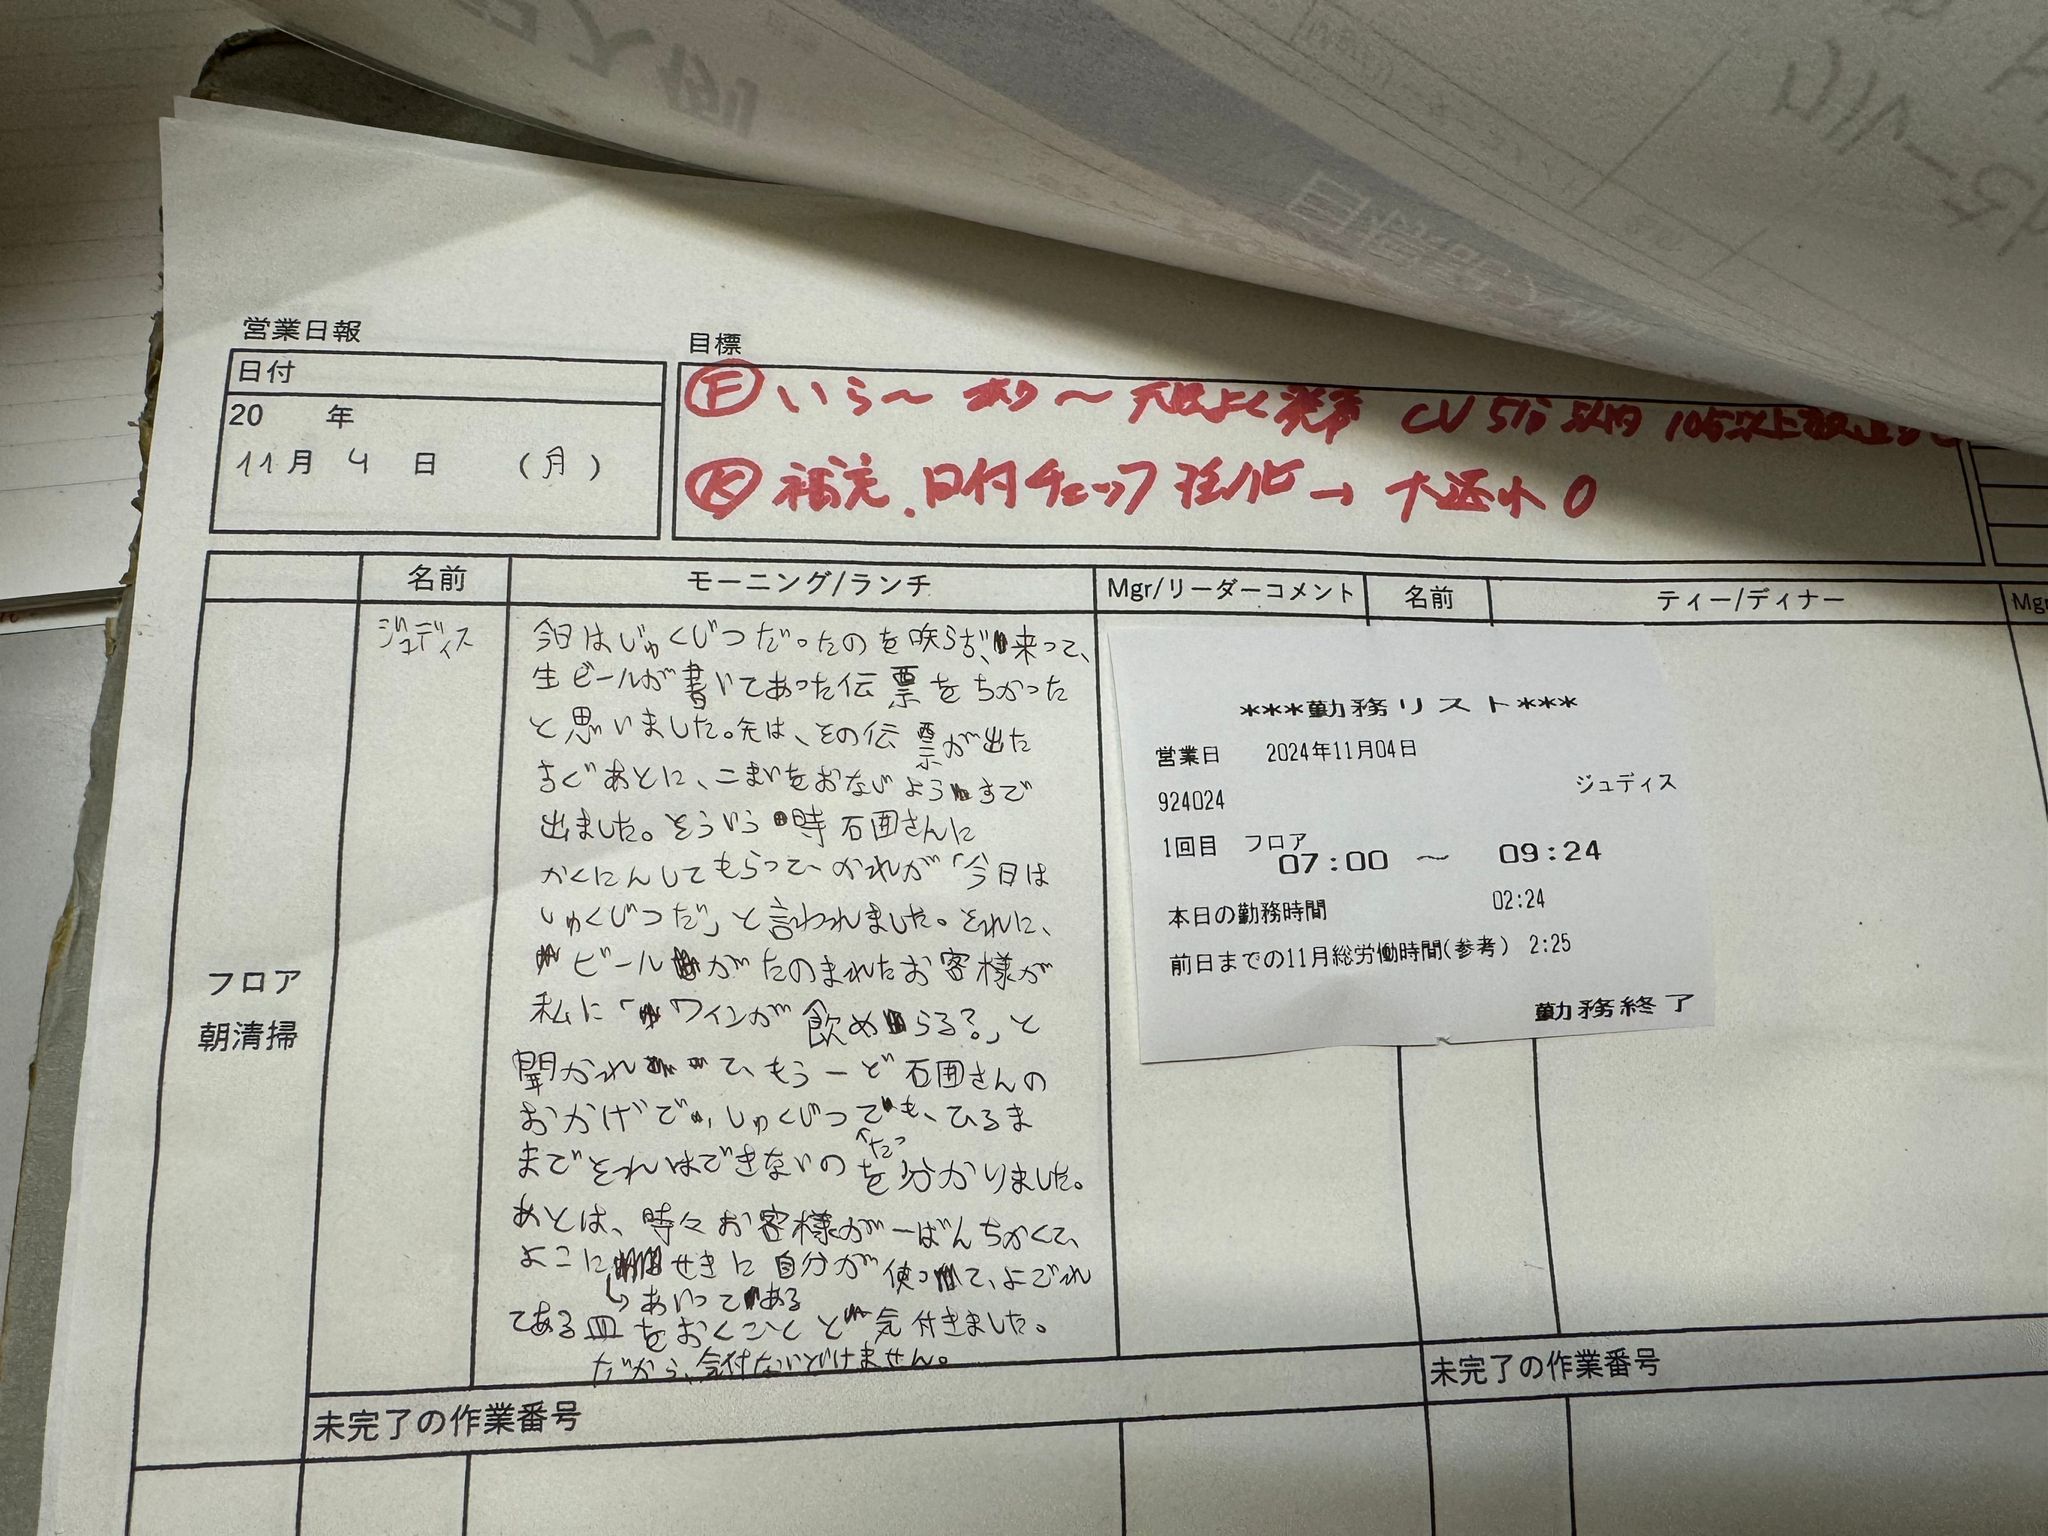 営業日報
日付
20 年
11月 4 日 (月)
目標
Ⓕ いら〜 あり〜 よく CV 5分以内 10分以上
Ⓚ 補充、日付チェック →
名前
モーニング/ランチ
Mgr/リーダーコメント
名前
ティー/ディナー
Mgr
フロア
朝清掃
ジュディス
今日はじゅくじつだったのを 来って、
生ビールが書いてあった伝票をちがった
と思いました。先は、その伝票が出た
すぐあとに、こまいをおなじようすで
出ました。そういう時石田さんに
かくにんしてもらって、かれが「今日は
しゅくじつだ」と言われました。それに、
ビールがたのまれたお客様が
私に「ワインが飲めらる?」と
聞かれて、もう一ど石田さんの
おかげで、しゅくじつでも、ひるま
までそれはできないのだっを分かりました。
あとは、時々お客様が一ばんちかくて、
よこにせきに自分が使って、よごれ
あいってある
てある皿をおくことと気付きました。
だから、気付ないといけません。
***勤務リスト***
営業日 2024年11月04日
924024 ジュディス
1回目 フロア
07:00 ~ 09:24
本日の勤務時間 02:24
前日までの11月総労働時間(参考) 2:25
勤務終了
未完了の作業番号
未完了の作業番号